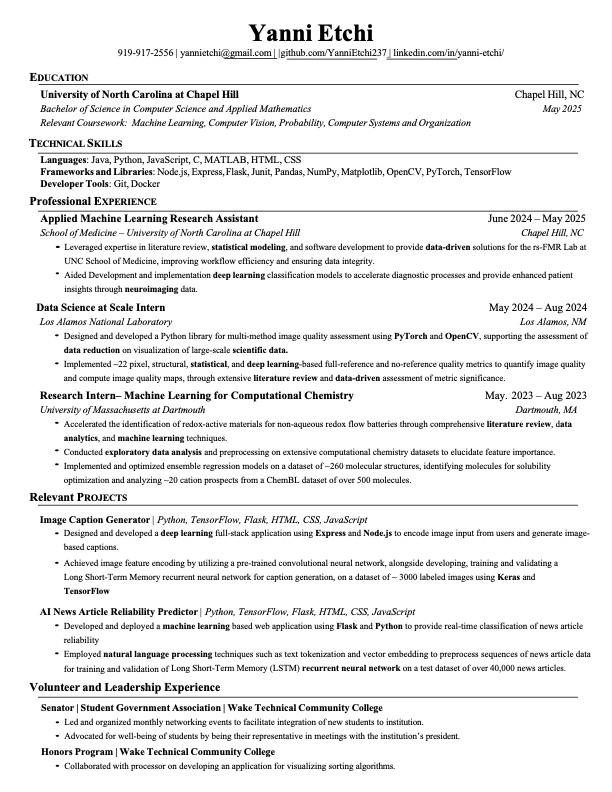 Yanni Etchi
919-917-2556 | yannietchi@gmail.com | |github.com/YanniEtchi237 | linkedin.com/in/yanni-etchi/
EDUCATION
University of North Carolina at Chapel Hill Chapel Hill, NC
Bachelor of Science in Computer Science and Applied Mathematics May 2025
Relevant Coursework: Machine Learning, Computer Vision, Probability, Computer Systems and Organization
TECHNICAL SKILLS
Languages: Java, Python, JavaScript, C, MATLAB, HTML, CSS
Frameworks and Libraries: Node.js, Express, Flask, Junit, Pandas, NumPy, Matplotlib, OpenCV, PyTorch, TensorFlow
Developer Tools: Git, Docker
Professional EXPERIENCE
Applied Machine Learning Research Assistant June 2024 – May 2025
School of Medicine – University of North Carolina at Chapel Hill Chapel Hill, NC
- Leveraged expertise in literature review, statistical modeling, and software development to provide data-driven solutions for the rs-FMR Lab at
UNC School of Medicine, improving workflow efficiency and ensuring data integrity.
- Aided Development and implementation deep learning classification models to accelerate diagnostic processes and provide enhanced patient
insights through neuroimaging data.
Data Science at Scale Intern May 2024 – Aug 2024
Los Alamos National Laboratory Los Alamos, NM
- Designed and developed a Python library for multi-method image quality assessment using PyTorch and OpenCV, supporting the assessment of
data reduction on visualization of large-scale scientific data.
- Implemented ~22 pixel, structural, statistical, and deep learning-based full-reference and no-reference quality metrics to quantify image quality
and compute image quality maps, through extensive literature review and data-driven assessment of metric significance.
Research Intern– Machine Learning for Computational Chemistry May. 2023 – Aug 2023
University of Massachusetts at Dartmouth Dartmouth, MA
- Accelerated the identification of redox-active materials for non-aqueous redox flow batteries through comprehensive literature review, data
analytics, and machine learning techniques.
- Conducted exploratory data analysis and preprocessing on extensive computational chemistry datasets to elucidate feature importance.
- Implemented and optimized ensemble regression models on a dataset of ~260 molecular structures, identifying molecules for solubility
optimization and analyzing ~20 cation prospects from a ChemBL dataset of over 500 molecules.
Relevant PROJECTS
Image Caption Generator | Python, TensorFlow, Flask, HTML, CSS, JavaScript
- Designed and developed a deep learning full-stack application using Express and Node.js to encode image input from users and generate image-
based captions.
- Achieved image feature encoding by utilizing a pre-trained convolutional neural network, alongside developing, training and validating a
Long Short-Term Memory recurrent neural network for caption generation, on a dataset of ~ 3000 labeled images using Keras and
TensorFlow
AI News Article Reliability Predictor | Python, TensorFlow, Flask, HTML, CSS, JavaScript
- Developed and deployed a machine learning based web application using Flask and Python to provide real-time classification of news article
reliability
- Employed natural language processing techniques such as text tokenization and vector embedding to preprocess sequences of news article data
for training and validation of Long Short-Term Memory (LSTM) recurrent neural network on a test dataset of over 40,000 news articles.
Volunteer and Leadership Experience
Senator | Student Government Association | Wake Technical Community College
- Led and organized monthly networking events to facilitate integration of new students to institution.
- Advocated for well-being of students by being their representative in meetings with the institution's president.
Honors Program | Wake Technical Community College
- Collaborated with processor on developing an application for visualizing sorting algorithms.